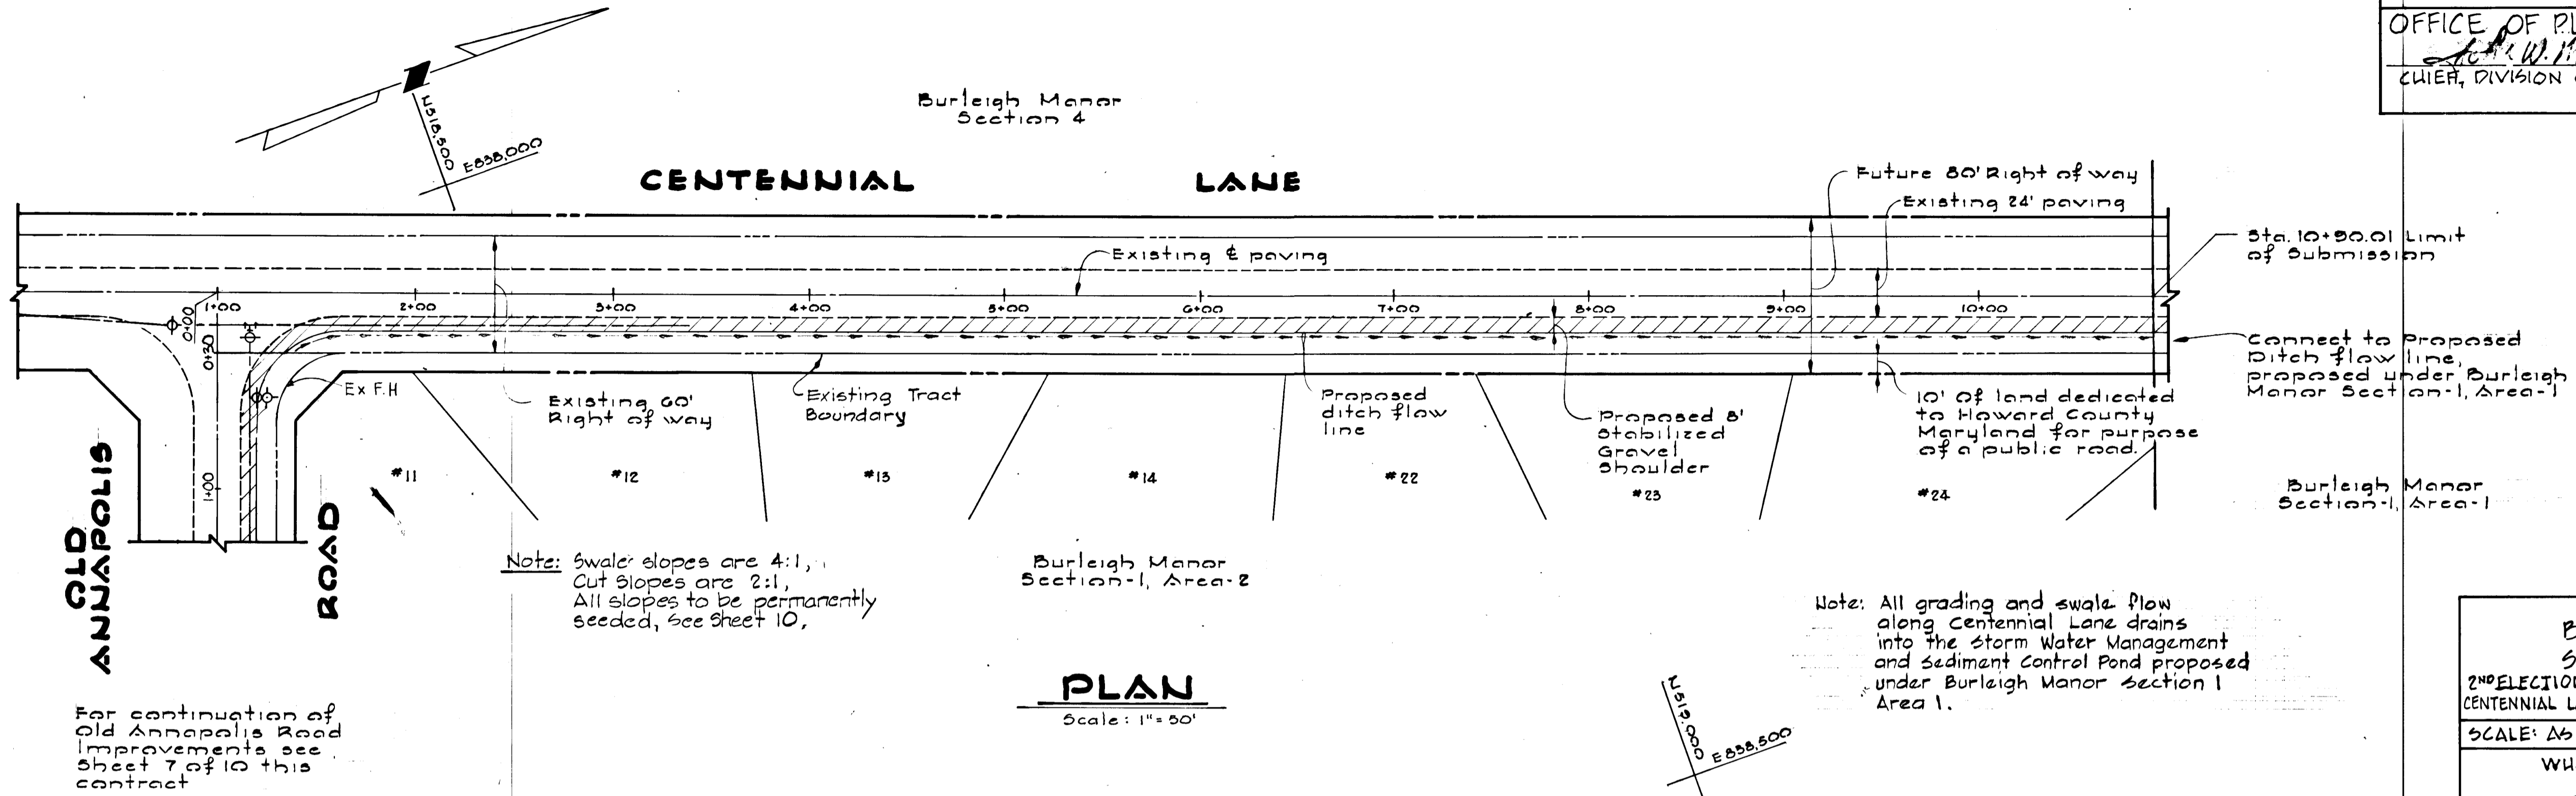 OFFICE OF
CHIEF, DIVISION
Burleigh Manor
Section 4
N518,500
E838,000
CENTENNIAL LANE
Future 80' Right of way
Existing 24' paving
Existing ℄ paving
Sta. 10+90.01 Limit
of Submission
1+00 2+00 3+00 4+00 5+00 6+00 7+00 8+00 9+00 10+00
0+00
0+30
1+00
Connect to Proposed
Ditch flow line,
proposed under Burleigh
Manor Section-1, Area-1
Ex F.H
Existing 60'
Right of way
Existing Tract
Boundary
Proposed
ditch flow
line
Proposed 8'
Stabilized
Gravel
Shoulder
10' of land dedicated
to Howard County
Maryland for purpose
of a public road.
#11 #12 #13 #14 #22 #23 #24
Burleigh Manor
Section-1, Area-1
OLD
ANNAPOLIS
ROAD
Note: Swale slopes are 4:1,
Cut slopes are 2:1,
All slopes to be permanently
seeded, See Sheet 10,
Burleigh Manor
Section-1, Area-2
Note: All grading and swale flow
along Centennial Lane drains
into the Storm Water Management
and Sediment Control Pond proposed
under Burleigh Manor Section 1
Area 1.
PLAN
Scale: 1"=50'
For continuation of
Old Annapolis Road
Improvements see
Sheet 7 of 10 this
contract
N519,000
E838,500
B
S
2ND ELECTIO
CENTENNIAL L
SCALE: AS
WH